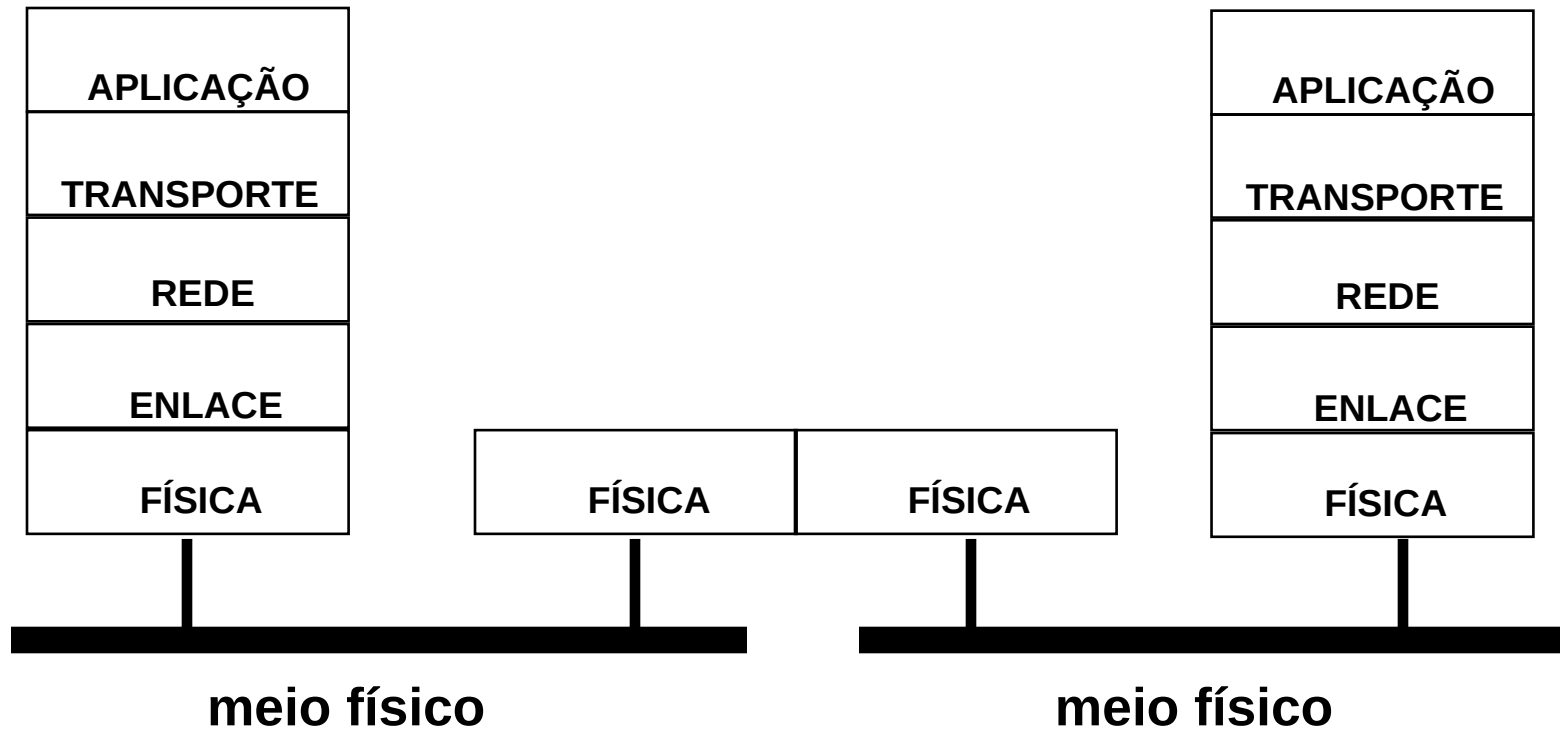 APLICAÇÃO
TRANSPORTE
REDE
ENLACE
FÍSICA
FÍSICA
FÍSICA
APLICAÇÃO
TRANSPORTE
REDE
ENLACE
FÍSICA
meio físico
meio físico